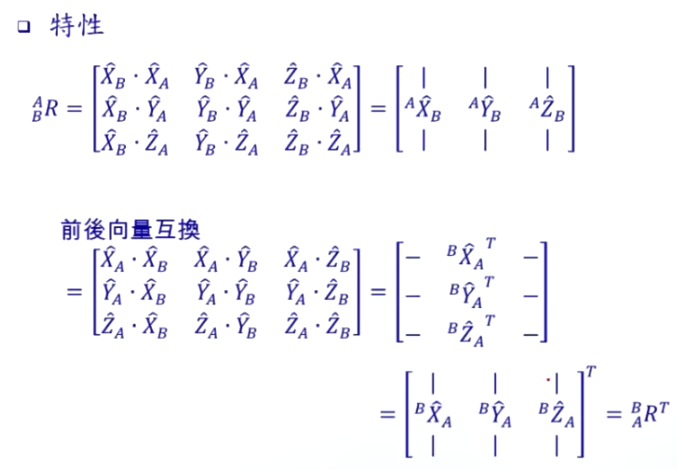 ❑ 特性
$^A_BR = \begin{bmatrix} \hat{X}_B \cdot \hat{X}_A & \hat{Y}_B \cdot \hat{X}_A & \hat{Z}_B \cdot \hat{X}_A \\ \hat{X}_B \cdot \hat{Y}_A & \hat{Y}_B \cdot \hat{Y}_A & \hat{Z}_B \cdot \hat{Y}_A \\ \hat{X}_B \cdot \hat{Z}_A & \hat{Y}_B \cdot \hat{Z}_A & \hat{Z}_B \cdot \hat{Z}_A \end{bmatrix} = \begin{bmatrix} | & | & | \\ {}^A\hat{X}_B & {}^A\hat{Y}_B & {}^A\hat{Z}_B \\ | & | & | \end{bmatrix}$
前後向量互換
$= \begin{bmatrix} \hat{X}_A \cdot \hat{X}_B & \hat{X}_A \cdot \hat{Y}_B & \hat{X}_A \cdot \hat{Z}_B \\ \hat{Y}_A \cdot \hat{X}_B & \hat{Y}_A \cdot \hat{Y}_B & \hat{Y}_A \cdot \hat{Z}_B \\ \hat{Z}_A \cdot \hat{X}_B & \hat{Z}_A \cdot \hat{Y}_B & \hat{Z}_A \cdot \hat{Z}_B \end{bmatrix} = \begin{bmatrix} - & {}^B\hat{X}_A^T & - \\ - & {}^B\hat{Y}_A^T & - \\ - & {}^B\hat{Z}_A^T & - \end{bmatrix}$
$= \begin{bmatrix} | & | & | \\ {}^B\hat{X}_A & {}^B\hat{Y}_A & {}^B\hat{Z}_A \\ | & | & | \end{bmatrix}^T = {}^B_AR^T$